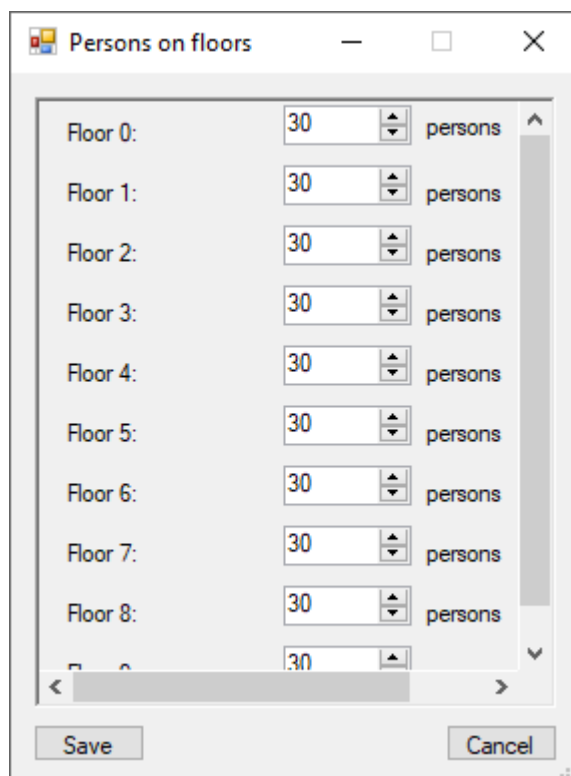 Persons on floors
Floor 0: 30 persons
Floor 1: 30 persons
Floor 2: 30 persons
Floor 3: 30 persons
Floor 4: 30 persons
Floor 5: 30 persons
Floor 6: 30 persons
Floor 7: 30 persons
Floor 8: 30 persons
30
Save Cancel